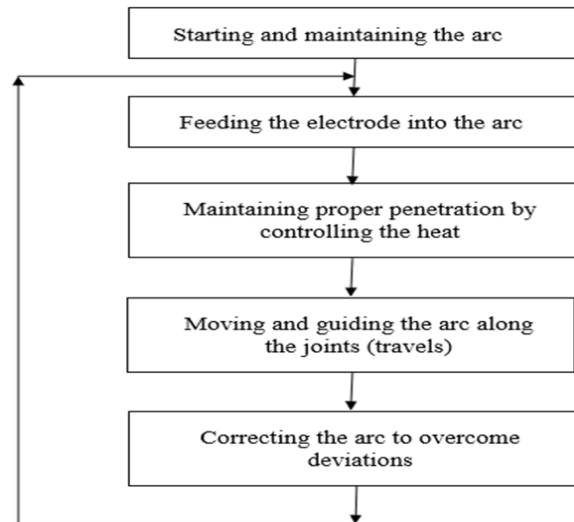 Starting and maintaining the arc
Feeding the electrode into the arc
Maintaining proper penetration by
controlling the heat
Moving and guiding the arc along
the joints (travels)
Correcting the arc to overcome
deviations